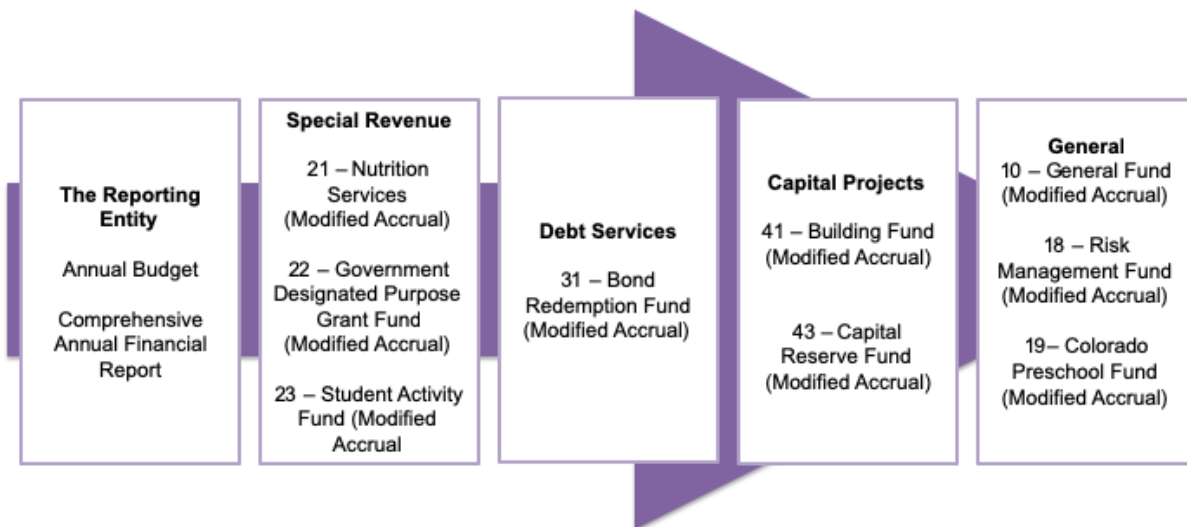 The Reporting
Entity
Annual Budget
Comprehensive
Annual Financial
Report
Special Revenue
21 – Nutrition
Services
(Modified Accrual)
22 – Government
Designated Purpose
Grant Fund
(Modified Accrual)
23 – Student Activity
Fund (Modified
Accrual
Debt Services
31 – Bond
Redemption Fund
(Modified Accrual)
Capital Projects
41 – Building Fund
(Modified Accrual)
43 – Capital
Reserve Fund
(Modified Accrual)
General
10 – General Fund
(Modified Accrual)
18 – Risk
Management Fund
(Modified Accrual)
19– Colorado
Preschool Fund
(Modified Accrual)